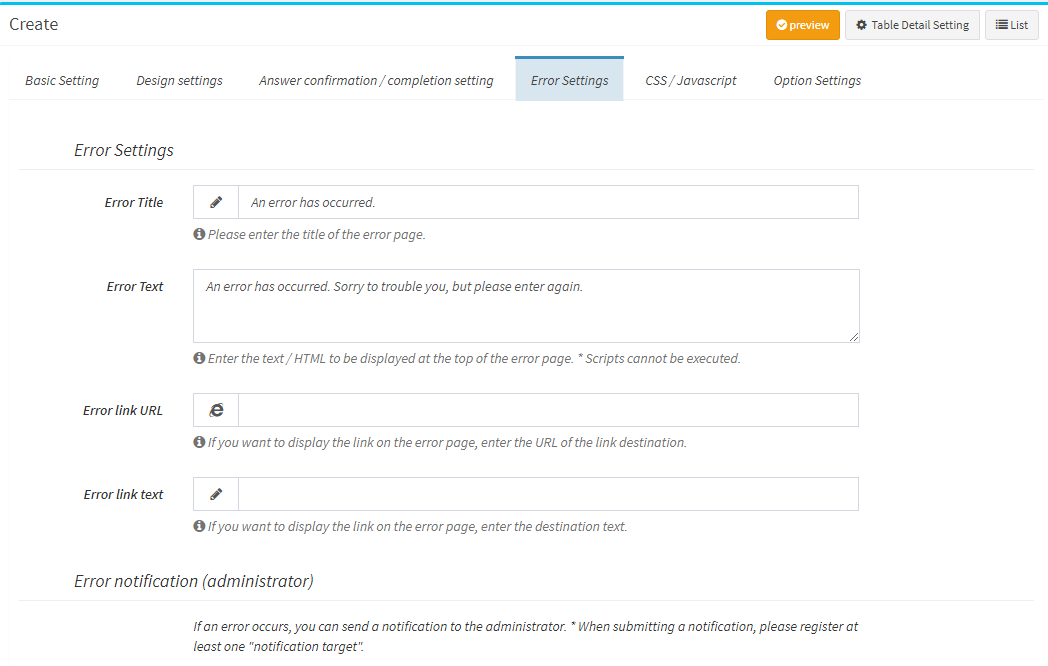 Create
preview
Table Detail Setting
List
Basic Setting
Design settings
Answer confirmation / completion setting
Error Settings
CSS / Javascript
Option Settings
Error Settings
Error Title
An error has occurred.
Please enter the title of the error page.
Error Text
An error has occurred. Sorry to trouble you, but please enter again.
Enter the text / HTML to be displayed at the top of the error page. * Scripts cannot be executed.
Error link URL
If you want to display the link on the error page, enter the URL of the link destination.
Error link text
If you want to display the link on the error page, enter the destination text.
Error notification (administrator)
If an error occurs, you can send a notification to the administrator. * When submitting a notification, please register at
least one "notification target".